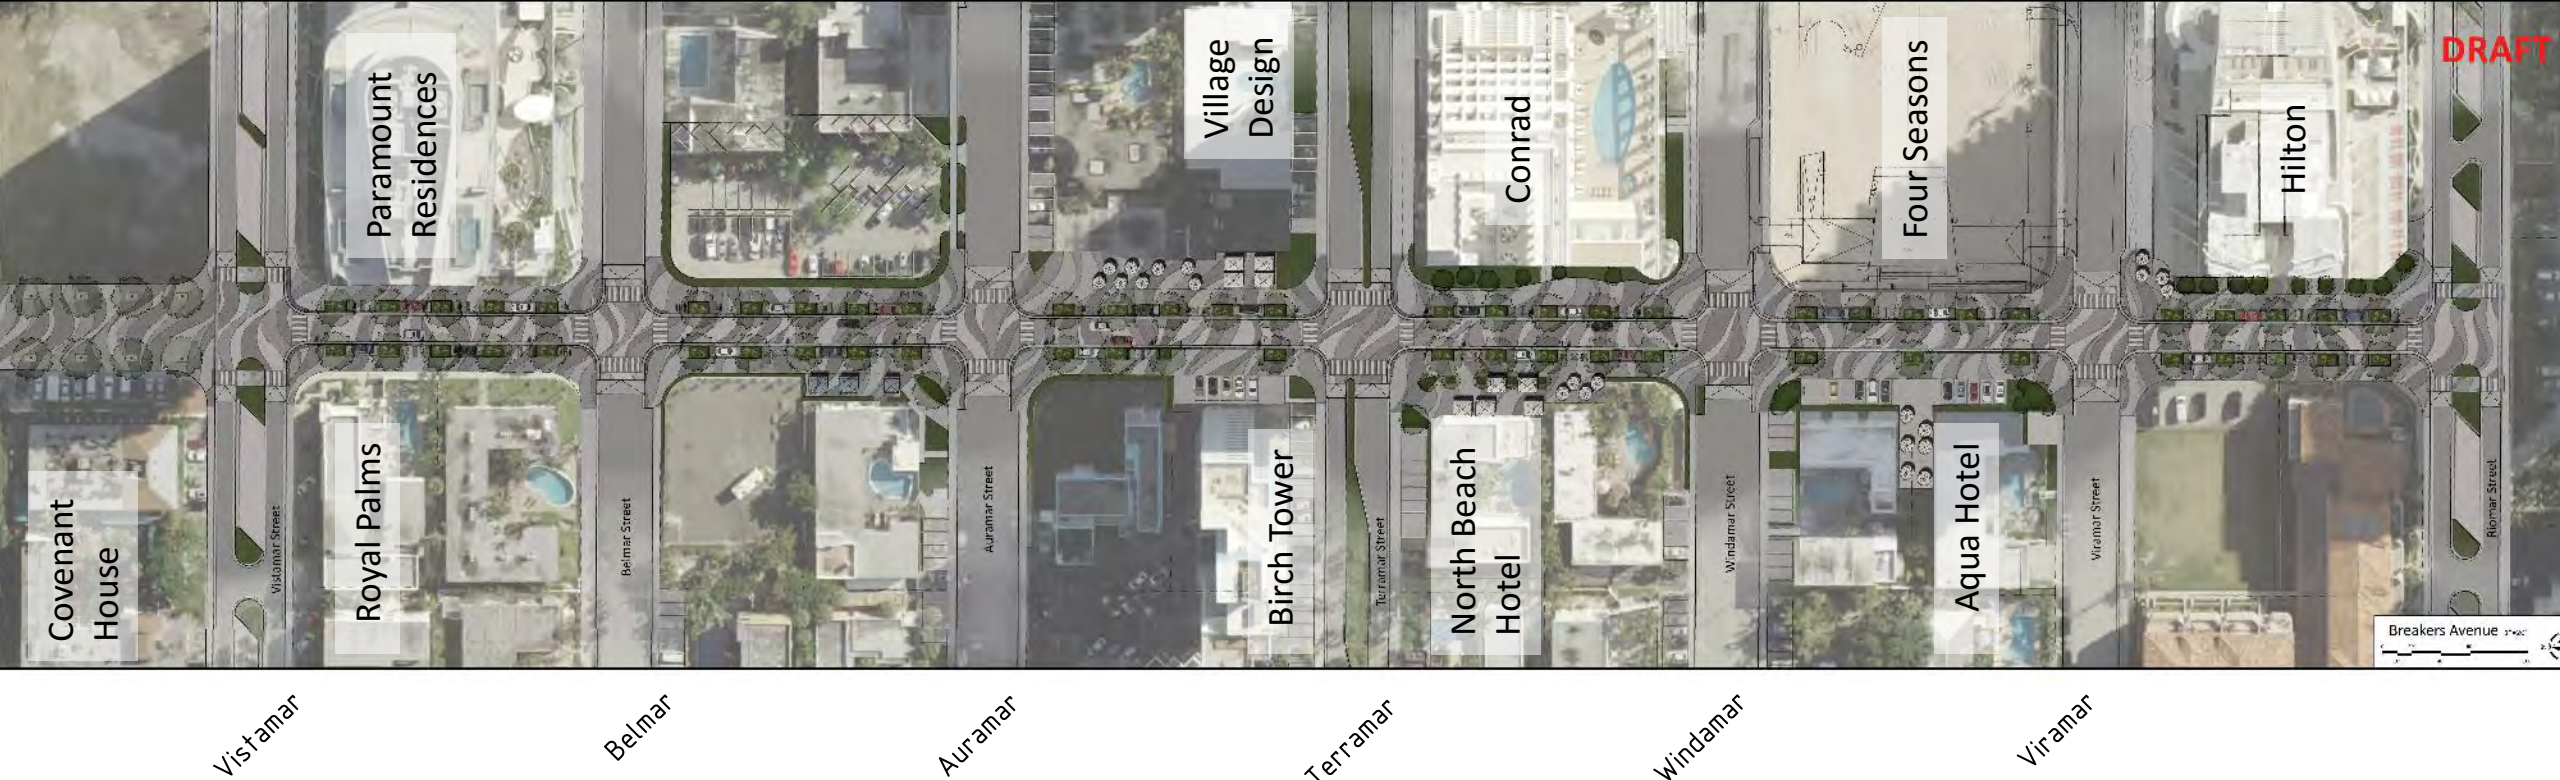 DRAFT
Paramount
Residences
Village
Design
Conrad
Four Seasons
Hilton
Covenant
House
Royal Palms
Birch Tower
North Beach
Hotel
Aqua Hotel
Vistamar Street
Belmar Street
Auramar Street
Terramar Street
Windamar Street
Viramar Street
Riomar Street
Breakers Avenue
Vistamar
Belmar
Auramar
Terramar
Windamar
Viramar